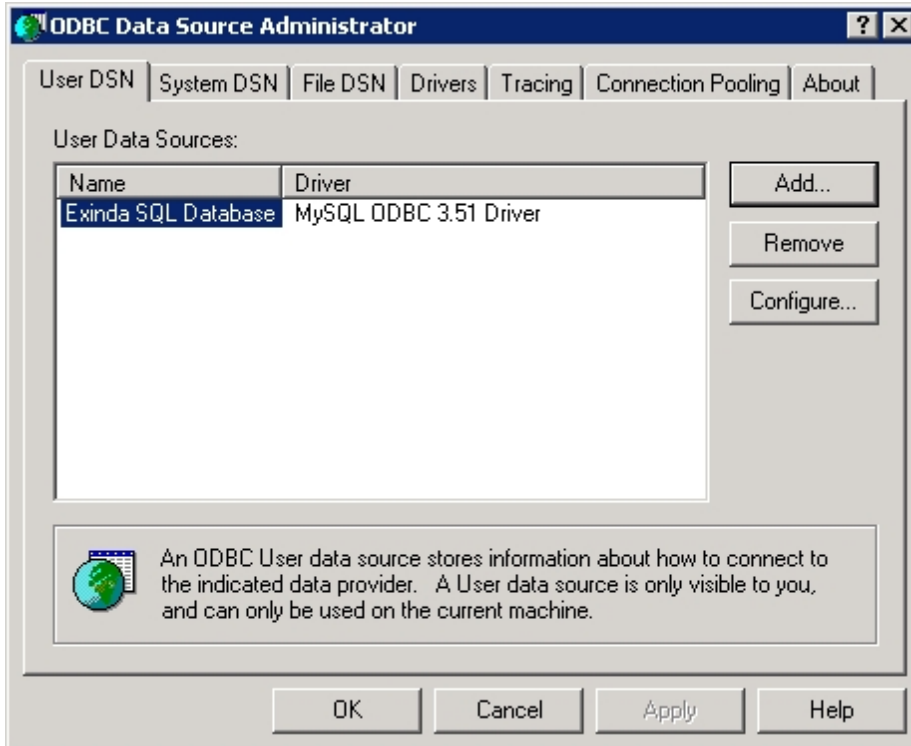 ODBC Data Source Administrator
User DSN System DSN File DSN Drivers Tracing Connection Pooling About
User Data Sources:
Name Driver
Exinda SQL Database MySQL ODBC 3.51 Driver
Add...
Remove
Configure...
An ODBC User data source stores information about how to connect to
the indicated data provider. A User data source is only visible to you,
and can only be used on the current machine.
OK Cancel Apply Help